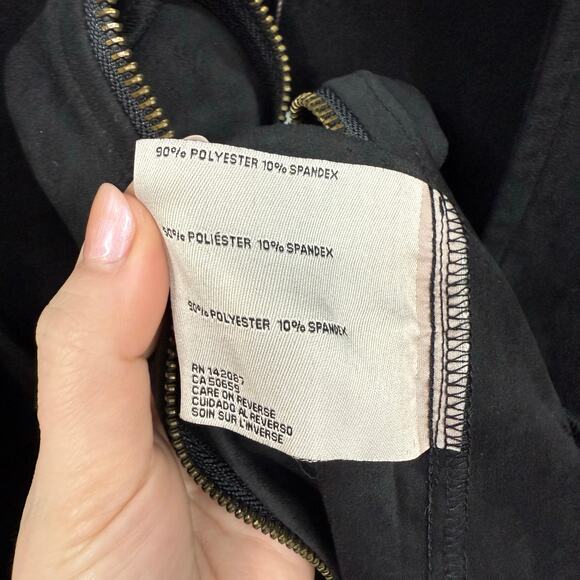 90% POLYESTER 10% SPANDEX
90% POLIÉSTER 10% SPANDEX
90% POLYESTER 10% SPANDEX
RN 142087
CA 50659
CARE ON REVERSE
CUIDADO AL REVERSO
SOIN SUR L'INVERSE